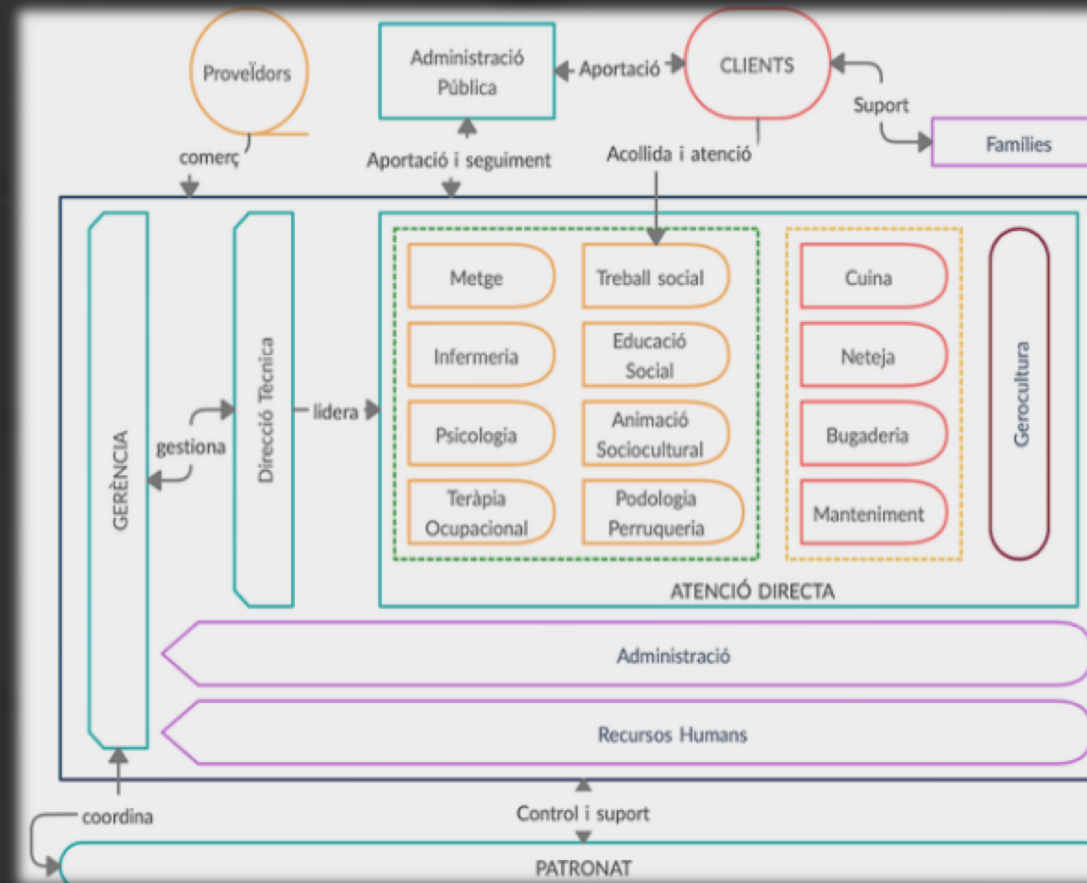 Proveïdors
Administració
Pública
Aportació
CLIENTS
Suport
Famílies
comerç
Aportació i seguiment
Acollida i atenció
GERÈNCIA
gestiona
Direcció Tècnica
lidera
Metge
Treball social
Infermeria
Educació
Social
Psicologia
Animació
Sociocultural
Teràpia
Ocupacional
Podologia
Perruqueria
Cuina
Neteja
Bugaderia
Manteniment
Gerocultura
ATENCIÓ DIRECTA
Administració
Recursos Humans
coordina
Control i suport
PATRONAT